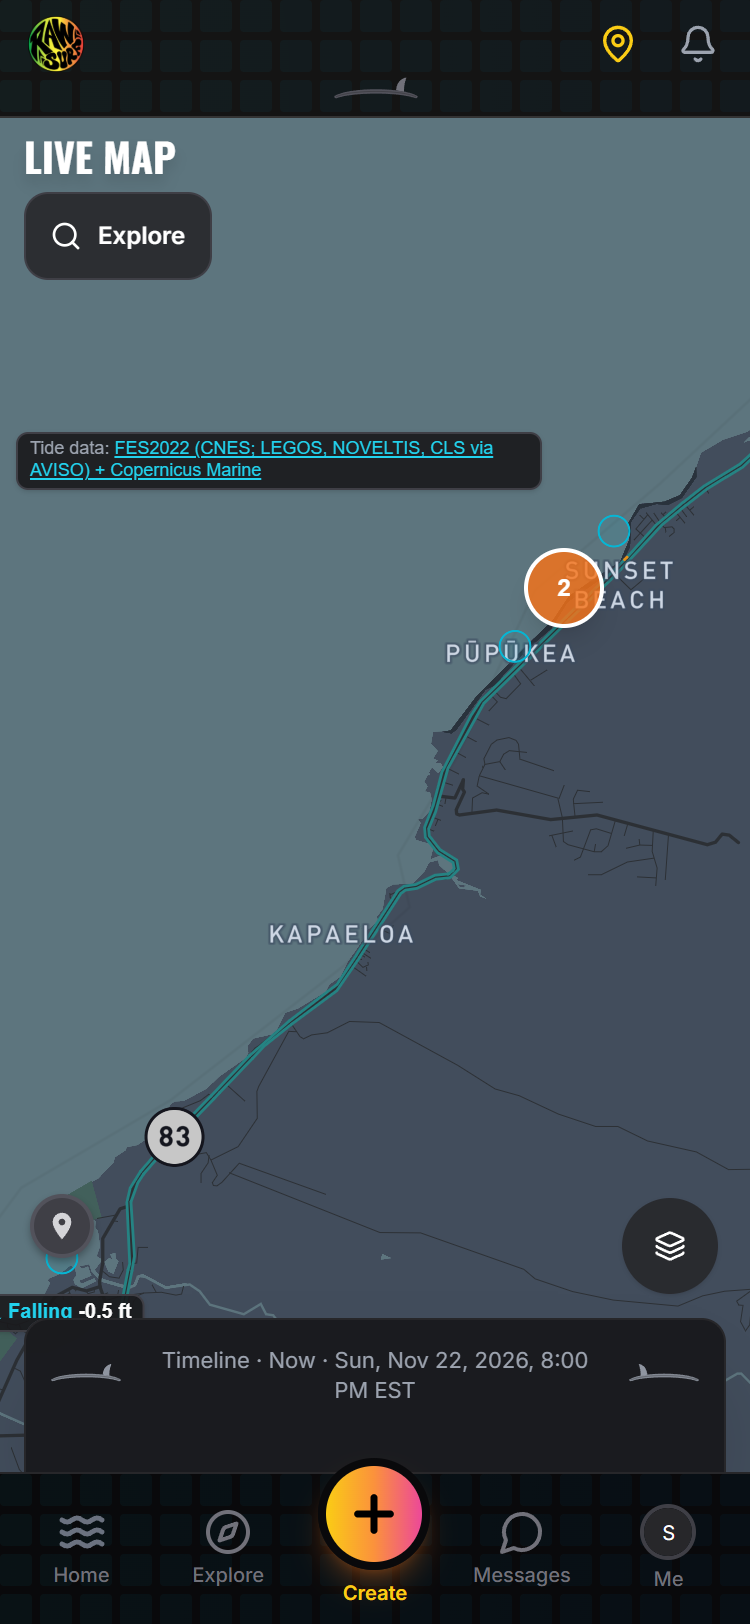 RAW
LIVE MAP
Explore
Tide data: FES2022 (CNES; LEGOS, NOVELTIS, CLS via
AVISO) + Copernicus Marine
SUNSET
BEACH
2
PŪPŪKEA
KAPAELOA
83
Falling -0.5 ft
Timeline · Now · Sun, Nov 22, 2026, 8:00
PM EST
Home
Explore
Create
Messages
S
Me